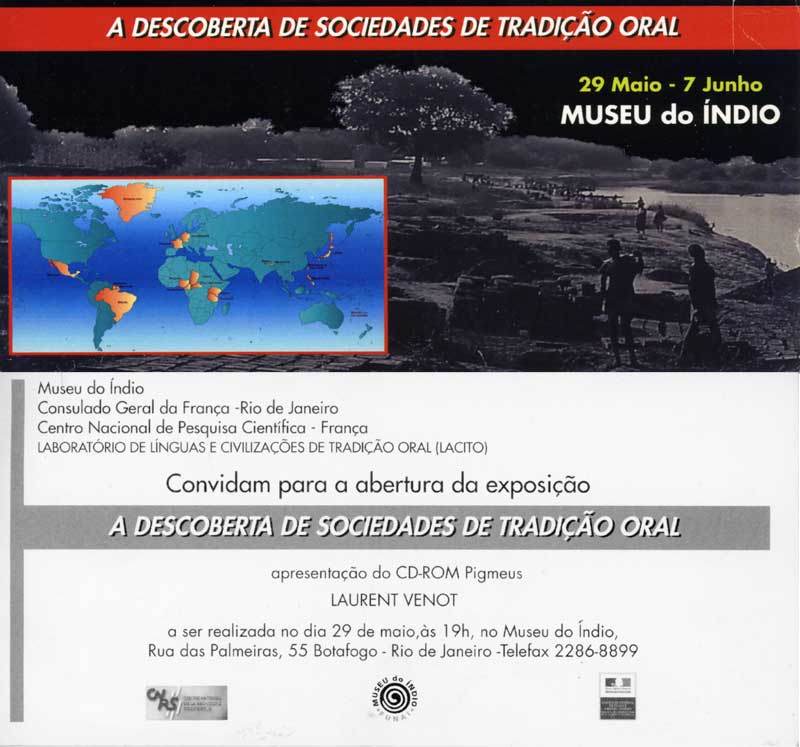 A DESCOBERTA DE SOCIEDADES DE TRADIÇÃO ORAL
29 Maio - 7 Junho
MUSEU do ÍNDIO
Museu do Índio
Consulado Geral da França -Rio de Janeiro
Centro Nacional de Pesquisa Científica - França
LABORATÓRIO DE LÍNGUAS E CIVILIZAÇÕES DE TRADIÇÃO ORAL (LACITO)
Convidam para a abertura da exposição
A DESCOBERTA DE SOCIEDADES DE TRADIÇÃO ORAL
apresentação do CD-ROM Pigmeus
LAURENT VENOT
a ser realizada no dia 29 de maio,às 19h, no Museu do Índio,
Rua das Palmeiras, 55 Botafogo - Rio de Janeiro -Telefax 2286-8899
CNRS
MUSEU do ÍNDIO
FUNAI